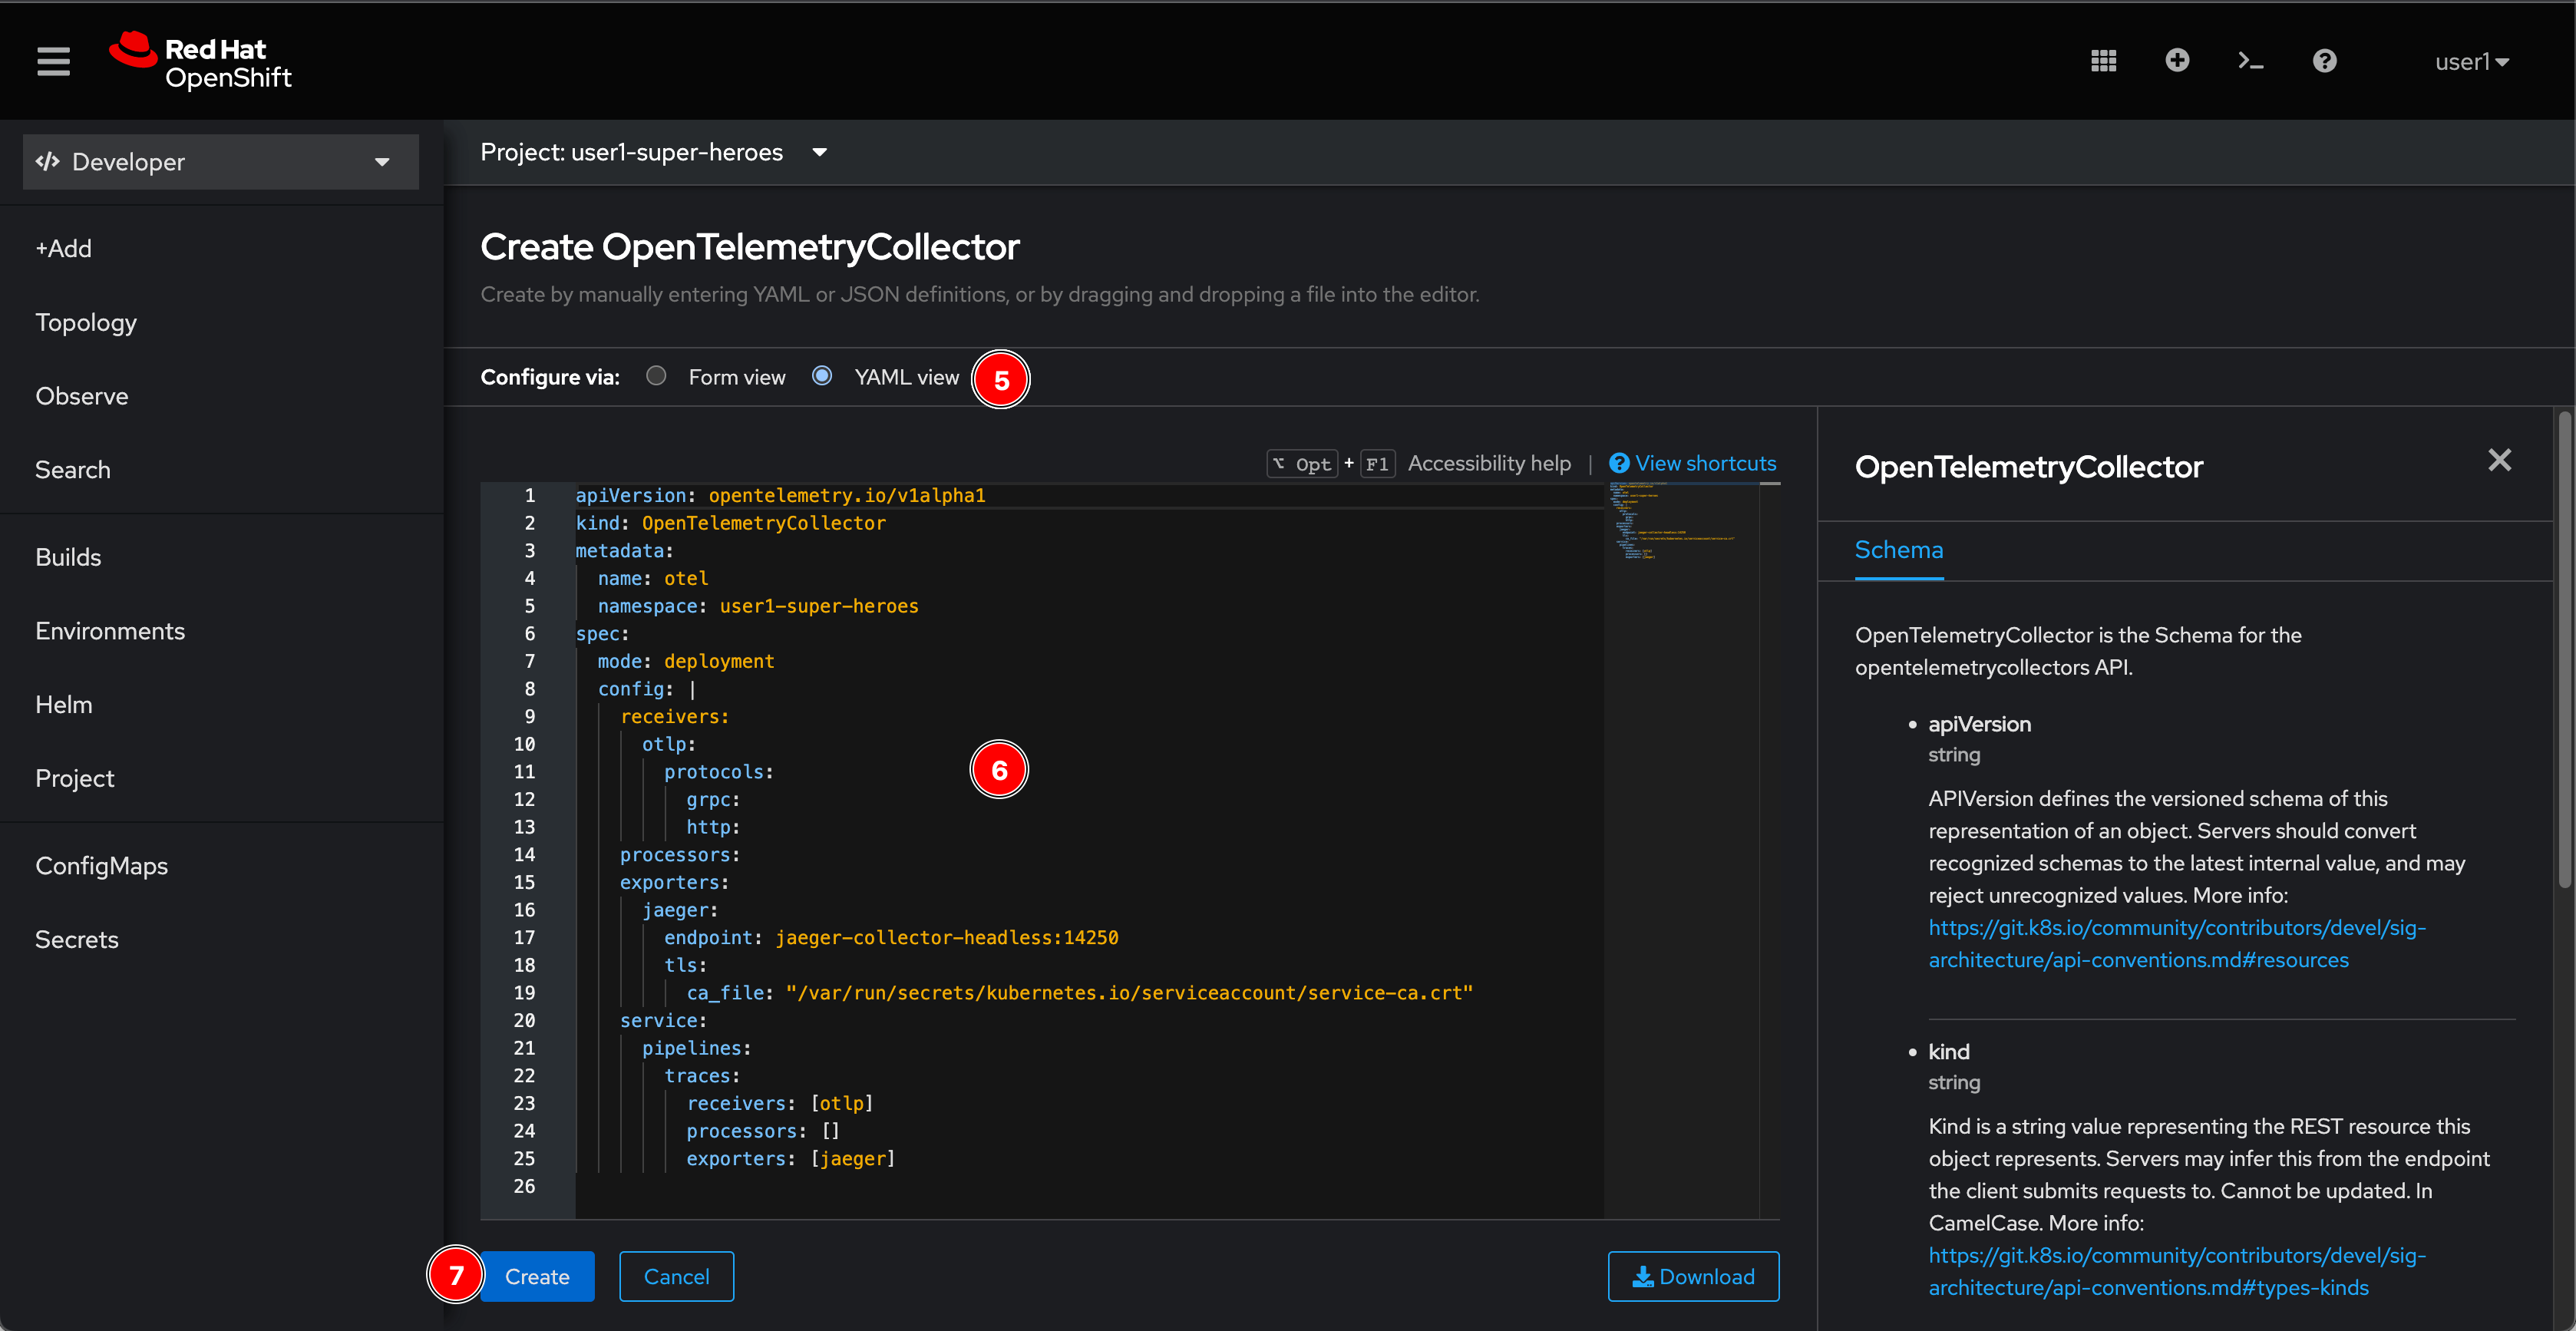 Red Hat
OpenShift
user1
Developer
+Add
Topology
Observe
Search
Builds
Environments
Helm
Project
ConfigMaps
Secrets
Project: user1-super-heroes
Create OpenTelemetryCollector
Create by manually entering YAML or JSON definitions, or by dragging and dropping a file into the editor.
Configure via: Form view YAML view 5
⌥ Opt + F1 Accessibility help | View shortcuts
1 apiVersion: opentelemetry.io/v1alpha1
2 kind: OpenTelemetryCollector
3 metadata:
4   name: otel
5   namespace: user1-super-heroes
6 spec:
7   mode: deployment
8   config: |
9     receivers:
10       otlp:
11         protocols:
12           grpc:
13           http:
14     processors:
15     exporters:
16       jaeger:
17         endpoint: jaeger-collector-headless:14250
18         tls:
19           ca_file: "/var/run/secrets/kubernetes.io/serviceaccount/service-ca.crt"
20     service:
21       pipelines:
22         traces:
23           receivers: [otlp]
24           processors: []
25           exporters: [jaeger]
26
6
7 Create Cancel Download
OpenTelemetryCollector
Schema
OpenTelemetryCollector is the Schema for the
opentelemetrycollectors API.
• apiVersion
string
APIVersion defines the versioned schema of this
representation of an object. Servers should convert
recognized schemas to the latest internal value, and may
reject unrecognized values. More info:
https://git.k8s.io/community/contributors/devel/sig-
architecture/api-conventions.md#resources
• kind
string
Kind is a string value representing the REST resource this
object represents. Servers may infer this from the endpoint
the client submits requests to. Cannot be updated. In
CamelCase. More info:
https://git.k8s.io/community/contributors/devel/sig-
architecture/api-conventions.md#types-kinds